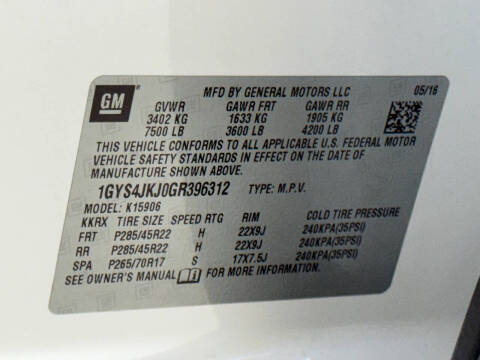 GM
MFD BY GENERAL MOTORS LLC 05/16
GVWR GAWR FRT GAWR RR
3402 KG 1633 KG 1905 KG
7500 LB 3600 LB 4200 LB
THIS VEHICLE CONFORMS TO ALL APPLICABLE U.S. FEDERAL MOTOR
VEHICLE SAFETY STANDARDS IN EFFECT ON THE DATE OF
MANUFACTURE SHOWN ABOVE.
1GYS4JKJ0GR396312 TYPE: M.P.V.
MODEL: K15906
KKRX TIRE SIZE SPEED RTG RIM COLD TIRE PRESSURE
FRT P285/45R22 H 22X9J 240KPA(35PSI)
RR P285/45R22 H 22X9J 240KPA(35PSI)
SPA P265/70R17 S 17X7.5J 240KPA(35PSI)
SEE OWNER'S MANUAL FOR MORE INFORMATION.